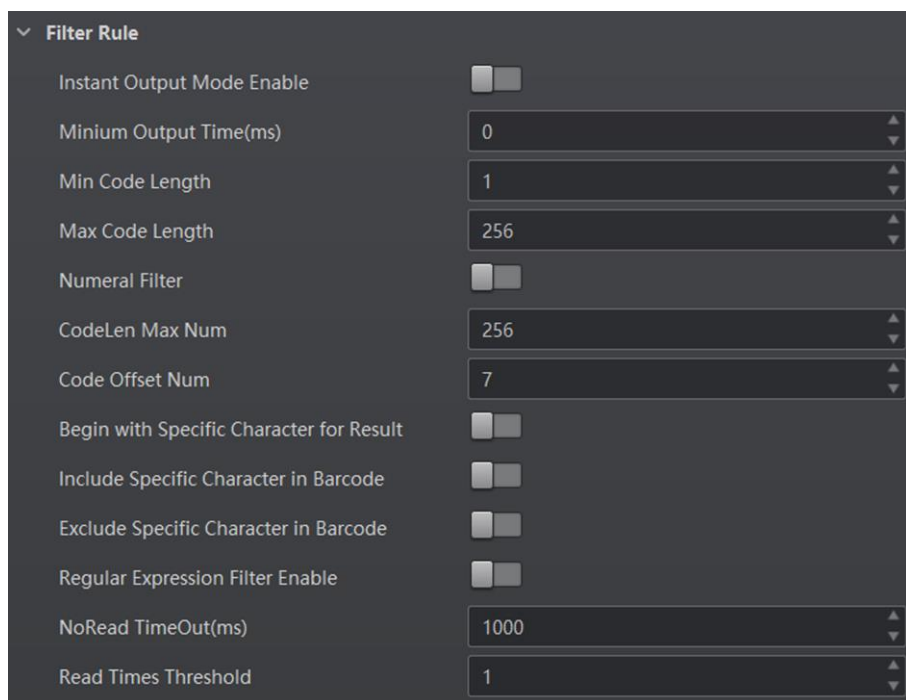 Filter Rule
Instant Output Mode Enable
Minium Output Time(ms) 0
Min Code Length 1
Max Code Length 256
Numeral Filter
CodeLen Max Num 256
Code Offset Num 7
Begin with Specific Character for Result
Include Specific Character in Barcode
Exclude Specific Character in Barcode
Regular Expression Filter Enable
NoRead TimeOut(ms) 1000
Read Times Threshold 1